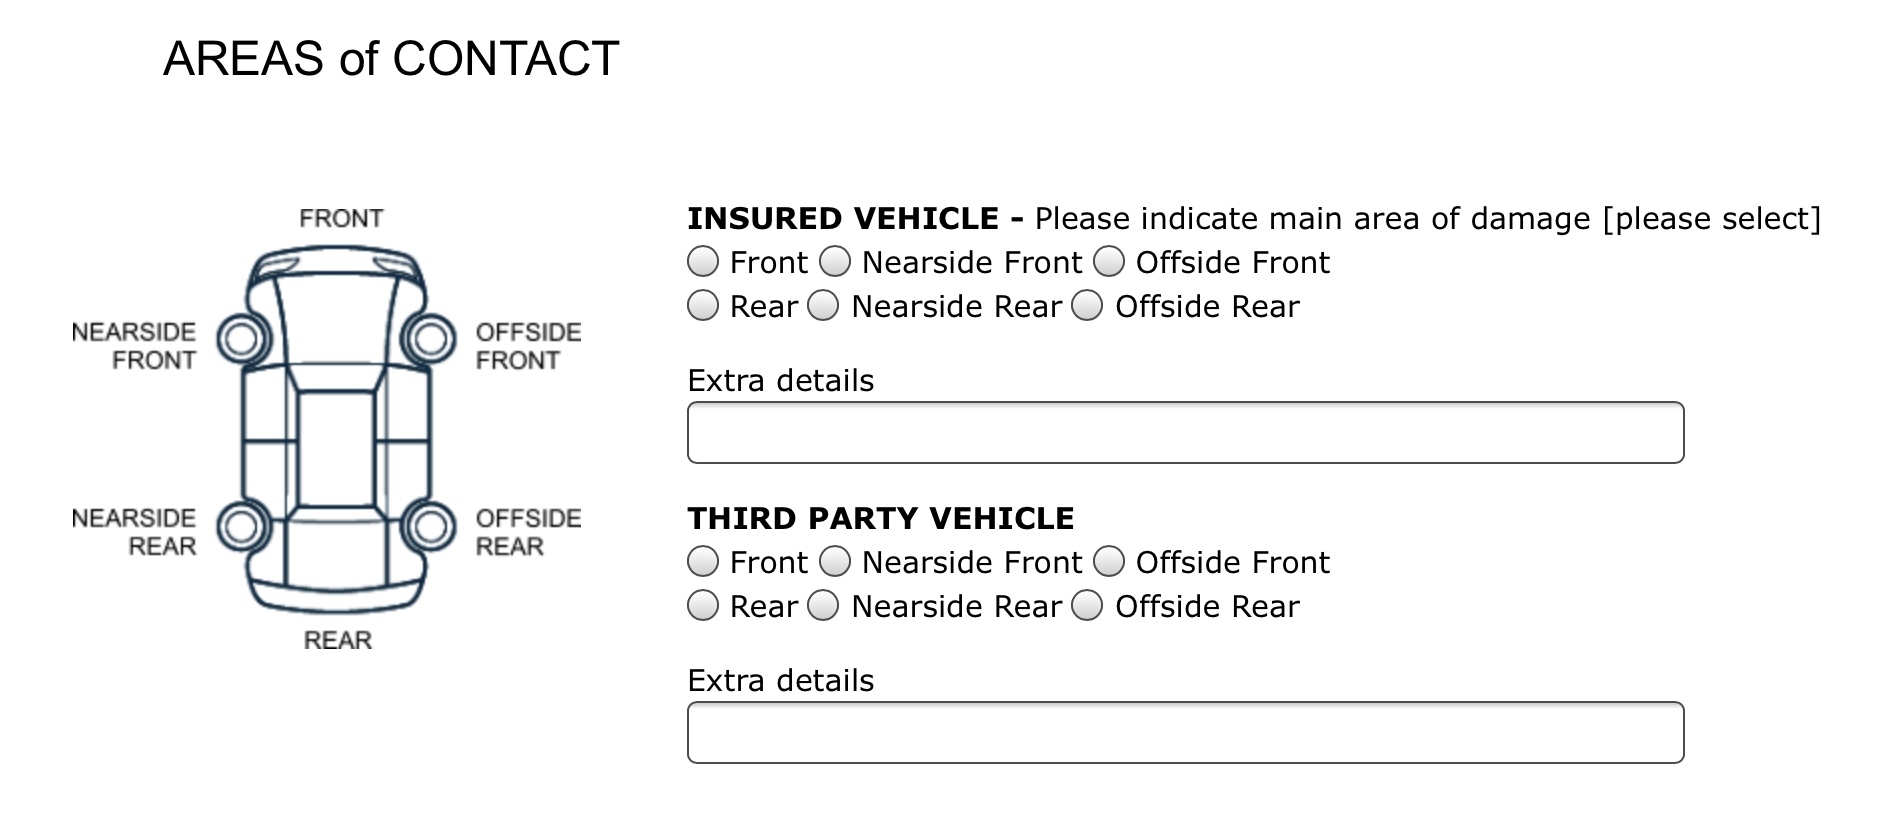 AREAS of CONTACT
FRONT
NEARSIDE
FRONT
OFFSIDE
FRONT
NEARSIDE
REAR
OFFSIDE
REAR
REAR
INSURED VEHICLE - Please indicate main area of damage [please select]
Front Nearside Front Offside Front
Rear Nearside Rear Offside Rear
Extra details
THIRD PARTY VEHICLE
Front Nearside Front Offside Front
Rear Nearside Rear Offside Rear
Extra details